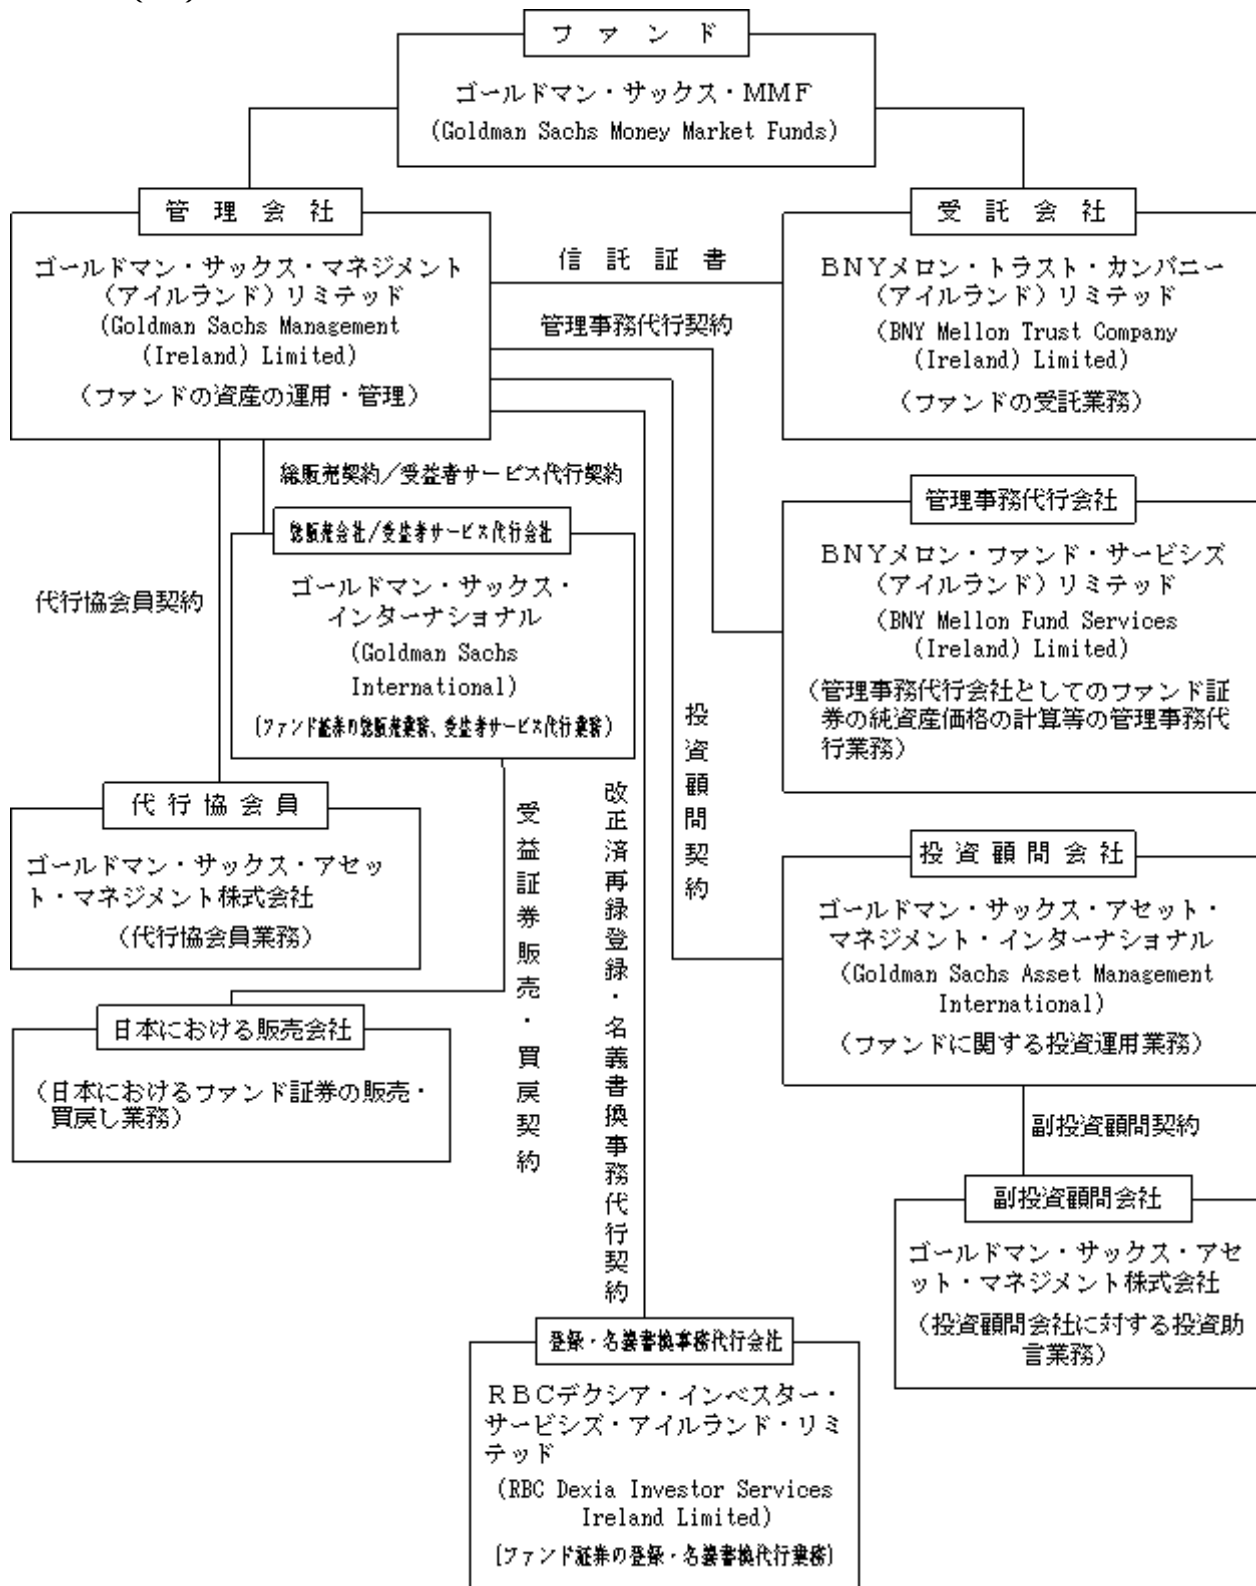 ファンド
ゴールドマン・サックス・ＭＭＦ
(Goldman Sachs Money Market Funds)
管理会社
ゴールドマン・サックス・マネジメント
（アイルランド）リミテッド
(Goldman Sachs Management
(Ireland) Limited)
（ファンドの資産の運用・管理）
信託証書
管理事務代行契約
受託会社
ＢＮＹメロン・トラスト・カンパニー
（アイルランド）リミテッド
(BNY Mellon Trust Company
(Ireland) Limited)
（ファンドの受託業務）
総販売契約／受益者サービス代行契約
総販売会社／受益者サービス代行会社
ゴールドマン・サックス・
インターナショナル
(Goldman Sachs
International)
（ファンド証券の総販売業務、受益者サービス代行業務）
代行協会員契約
管理事務代行会社
ＢＮＹメロン・ファンド・サービシズ
（アイルランド）リミテッド
(BNY Mellon Fund Services
(Ireland) Limited)
（管理事務代行会社としてのファンド証
券の純資産価格の計算等の管理事務代
行業務）
投資顧問契約
改正済再録登録・名義書換事務代行契約
受益証券販売・買戻契約
代行協会員
ゴールドマン・サックス・アセッ
ト・マネジメント株式会社
（代行協会員業務）
投資顧問会社
ゴールドマン・サックス・アセット・
マネジメント・インターナショナル
(Goldman Sachs Asset Management
International)
（ファンドに関する投資運用業務）
日本における販売会社
（日本におけるファンド証券の販売・
買戻し業務）
副投資顧問契約
副投資顧問会社
ゴールドマン・サックス・アセ
ット・マネジメント株式会社
（投資顧問会社に対する投資助
言業務）
登録・名義書換事務代行会社
ＲＢＣデクシア・インベスター・
サービシズ・アイルランド・リミ
テッド
(RBC Dexia Investor Services
Ireland Limited)
（ファンド証券の登録・名義書換代行業務）